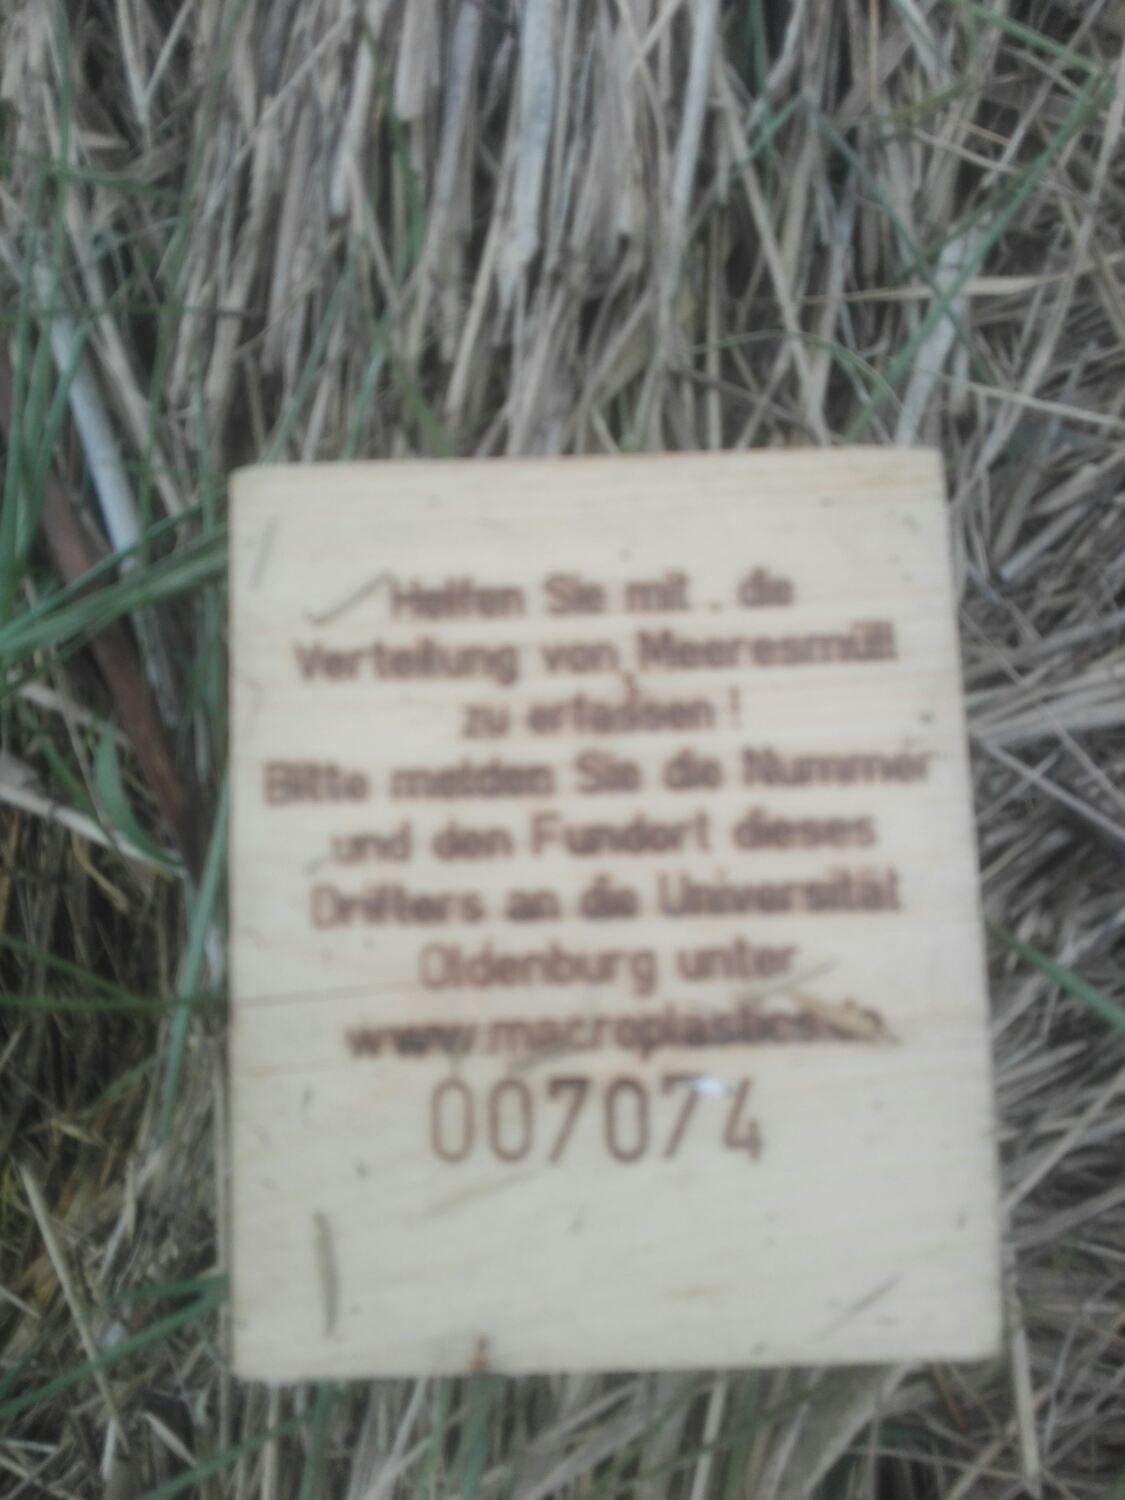 Helfen Sie mit, die
Verteilung von Meeresmüll
zu erfassen!
Bitte melden Sie die Nummer
und den Fundort dieses
Drifters an die Universität
Oldenburg unter
www.macroplastics.de
007074